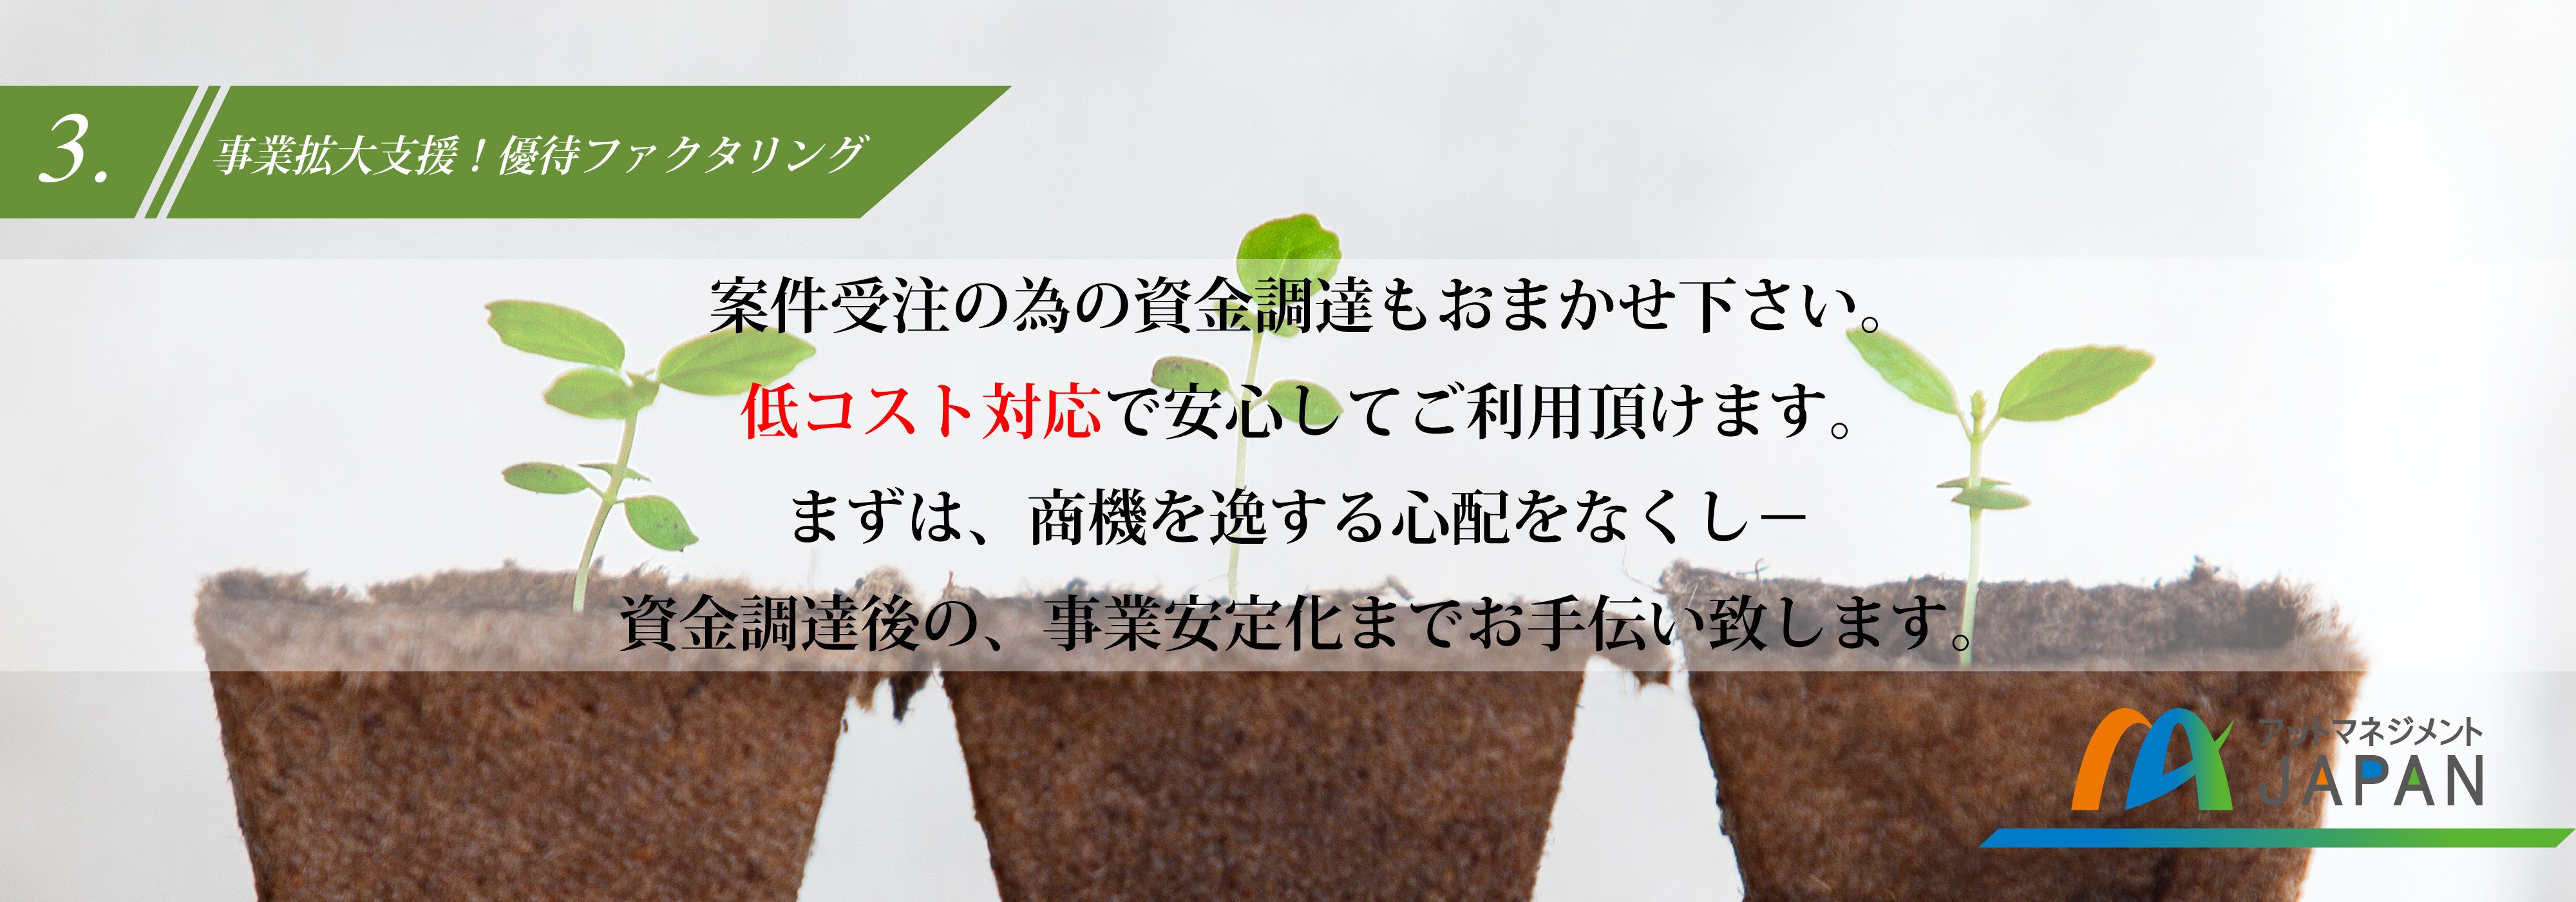 3.
事業拡大支援!優待ファクタリング
案件受注の為の資金調達もおまかせ下さい。
低コスト対応で安心してご利用頂けます。
まずは、商機を逸する心配をなくし－
資金調達後の、事業安定化までお手伝い致します。
アットマネジメント
JAPAN